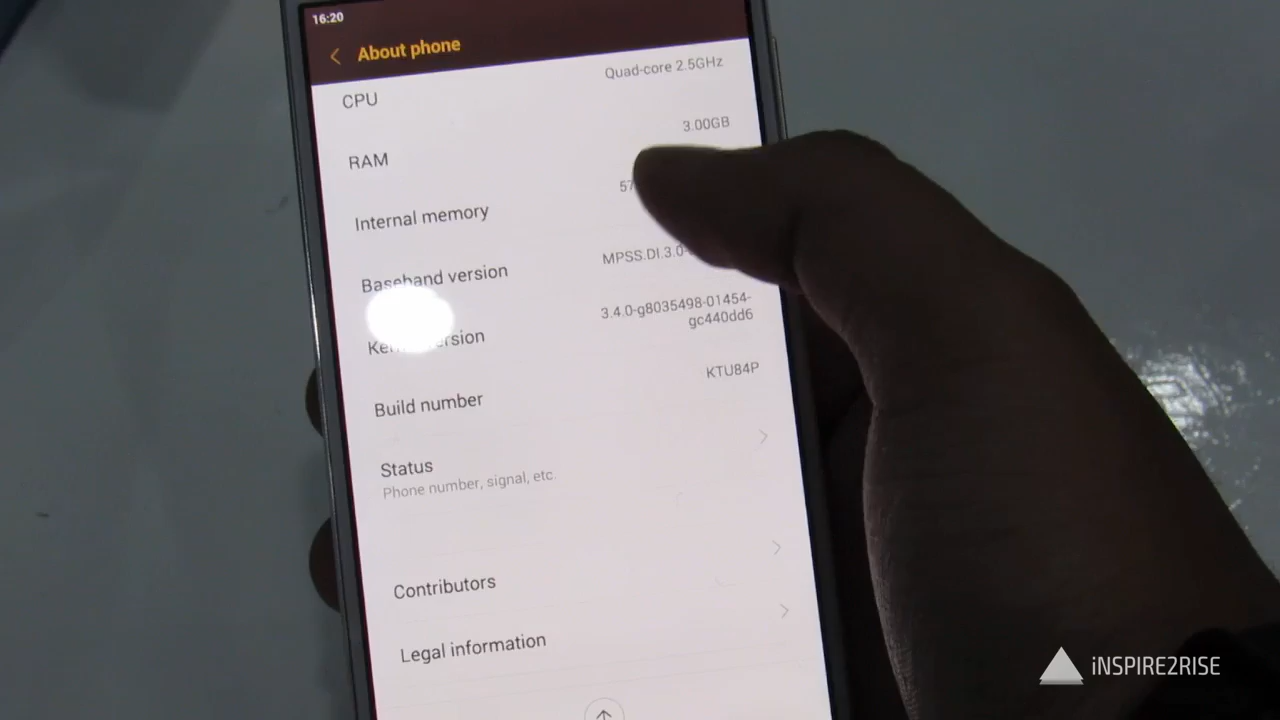 16:20
About phone
CPU
Quad-core 2.5GHz
RAM
3.00GB
Internal memory
Baseband version
MPSS.DI.3.0-
Kernel version
3.4.0-g8035498-01454-
gc440dd6
Build number
KTU84P
Status
Phone number, signal, etc.
Contributors
Legal information
iNSPIRE2RISE